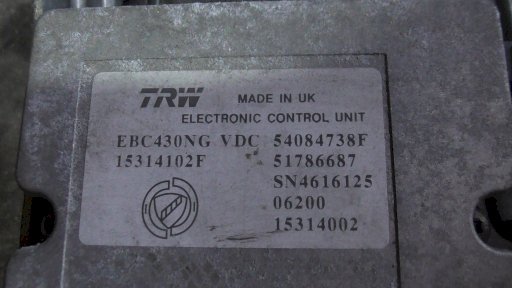 TRW MADE IN UK
ELECTRONIC CONTROL UNIT
EBC430NG VDC 54084738F
15314102F 51786687
SN4616125
06200
15314002